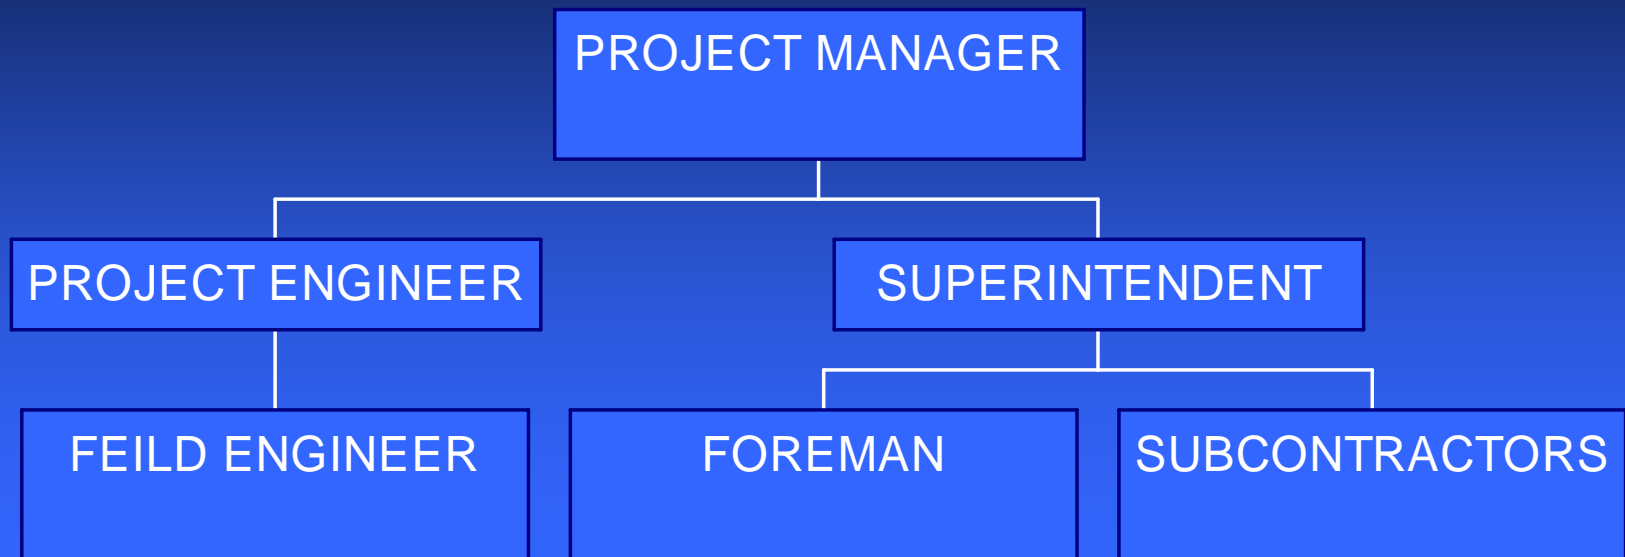 PROJECT MANAGER
PROJECT ENGINEER
SUPERINTENDENT
FEILD ENGINEER
FOREMAN
SUBCONTRACTORS